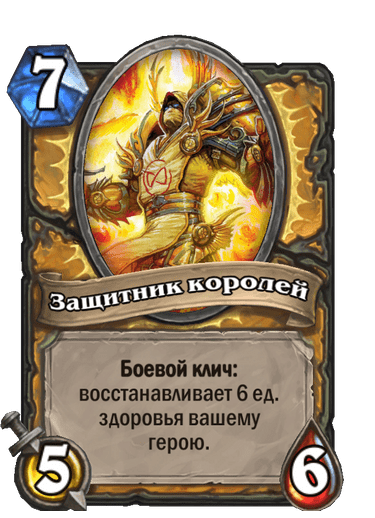 7
Защитник королей
Боевой клич:
восстанавливает 6 ед.
здоровья вашему
герою.
5
6